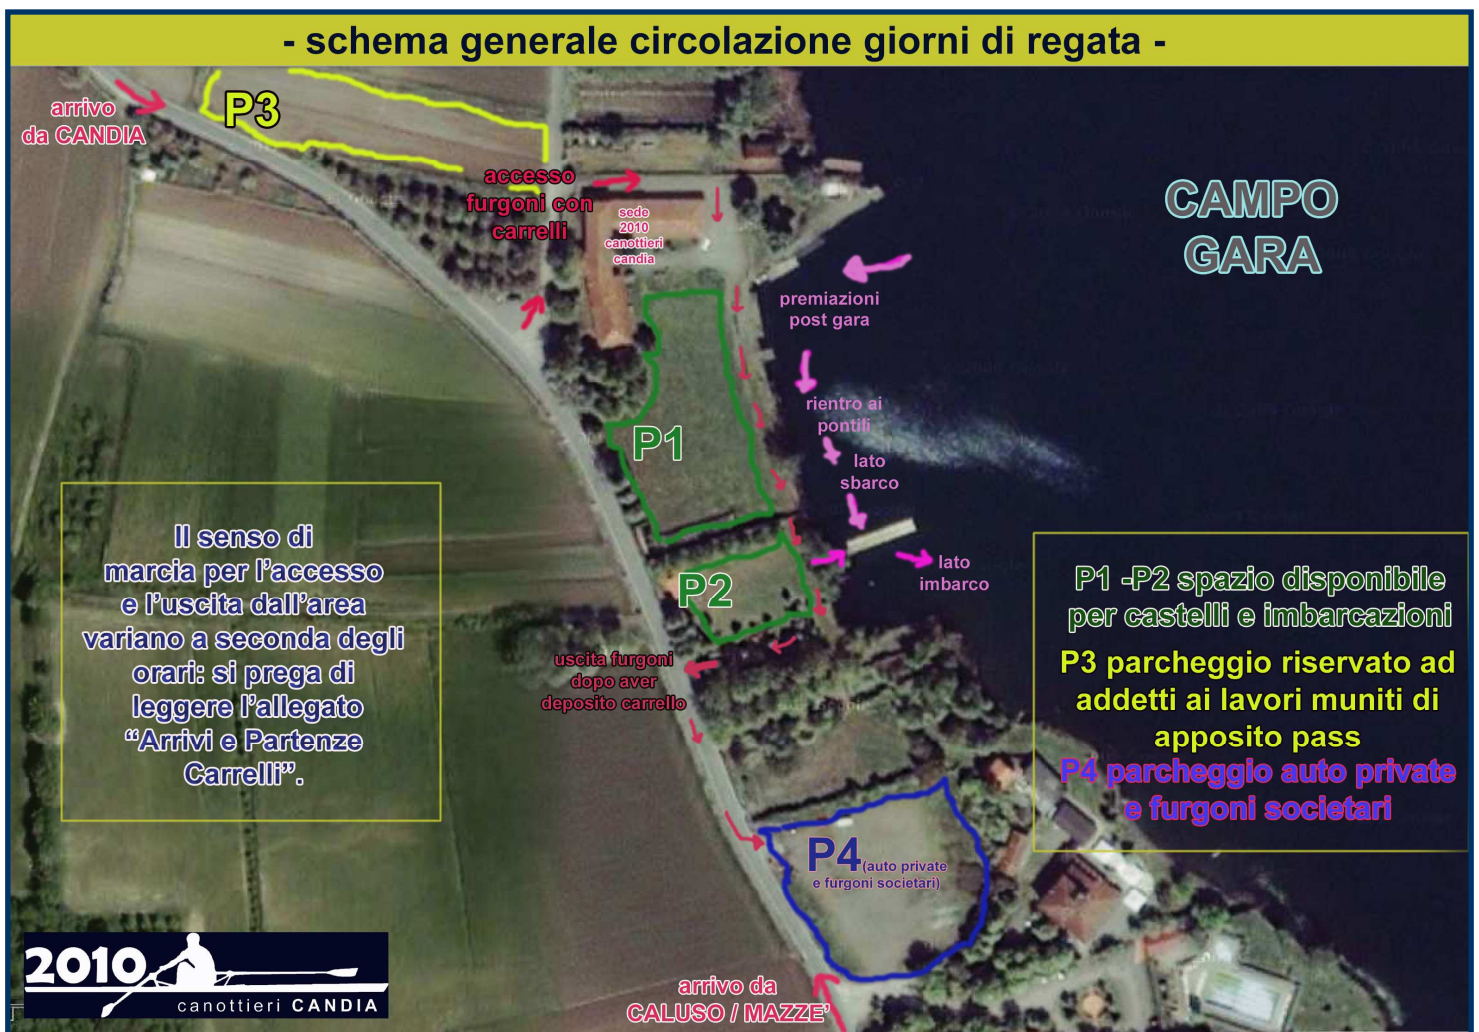 - schema generale circolazione giorni di regata -
arrivo
da CANDIA
P3
accesso
furgoni con
carrelli
sede
2010
canottieri
candia
CAMPO
GARA
premiazioni
post gara
rientro ai
pontili
lato
sbarco
lato
imbarco
P1
P2
Il senso di
marcia per l'accesso
e l'uscita dall'area
variano a seconda degli
orari: si prega di
leggere l'allegato
“Arrivi e Partenze
Carrelli”.
uscita furgoni
dopo aver
deposito carrello
P1 -P2 spazio disponibile
per castelli e imbarcazioni
P3 parcheggio riservato ad
addetti ai lavori muniti di
apposito pass
P4 parcheggio auto private
e furgoni societari
P4 (auto private
e furgoni societari)
arrivo da
CALUSO / MAZZE'
2010
canottieri CANDIA